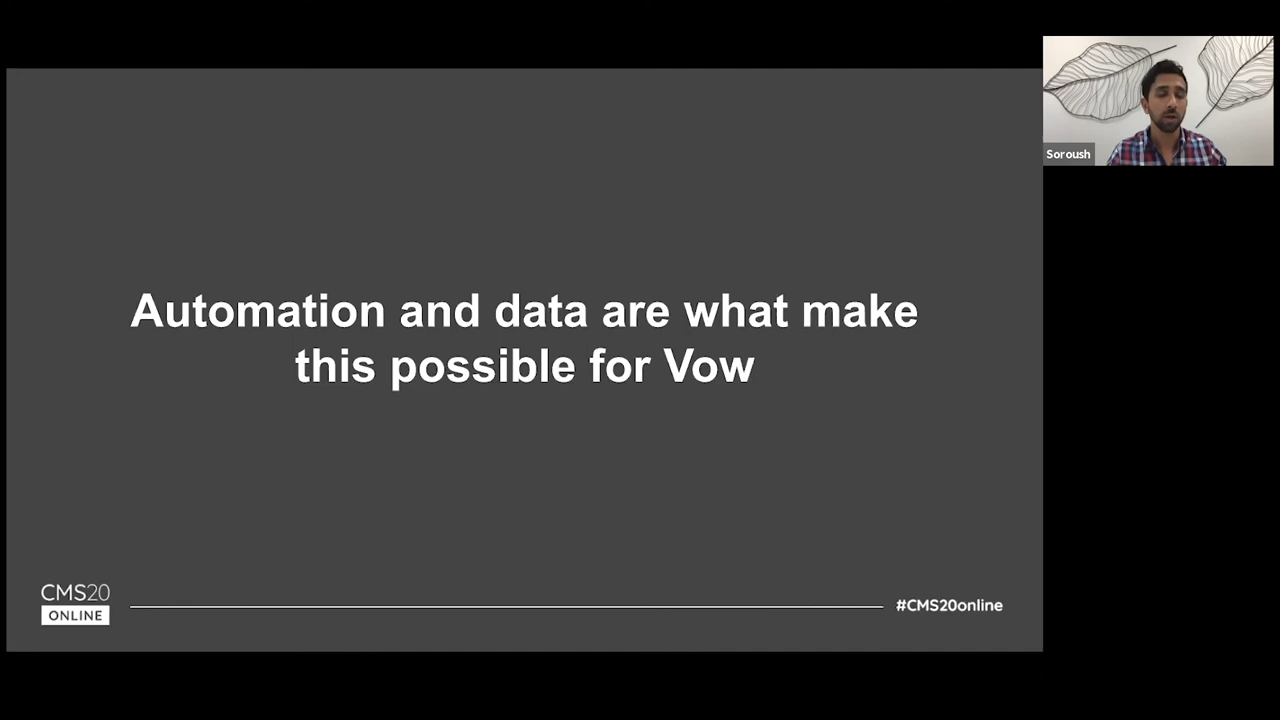 Automation and data are what make
this possible for Vow
CMS20
ONLINE
#CMS20online
Soroush